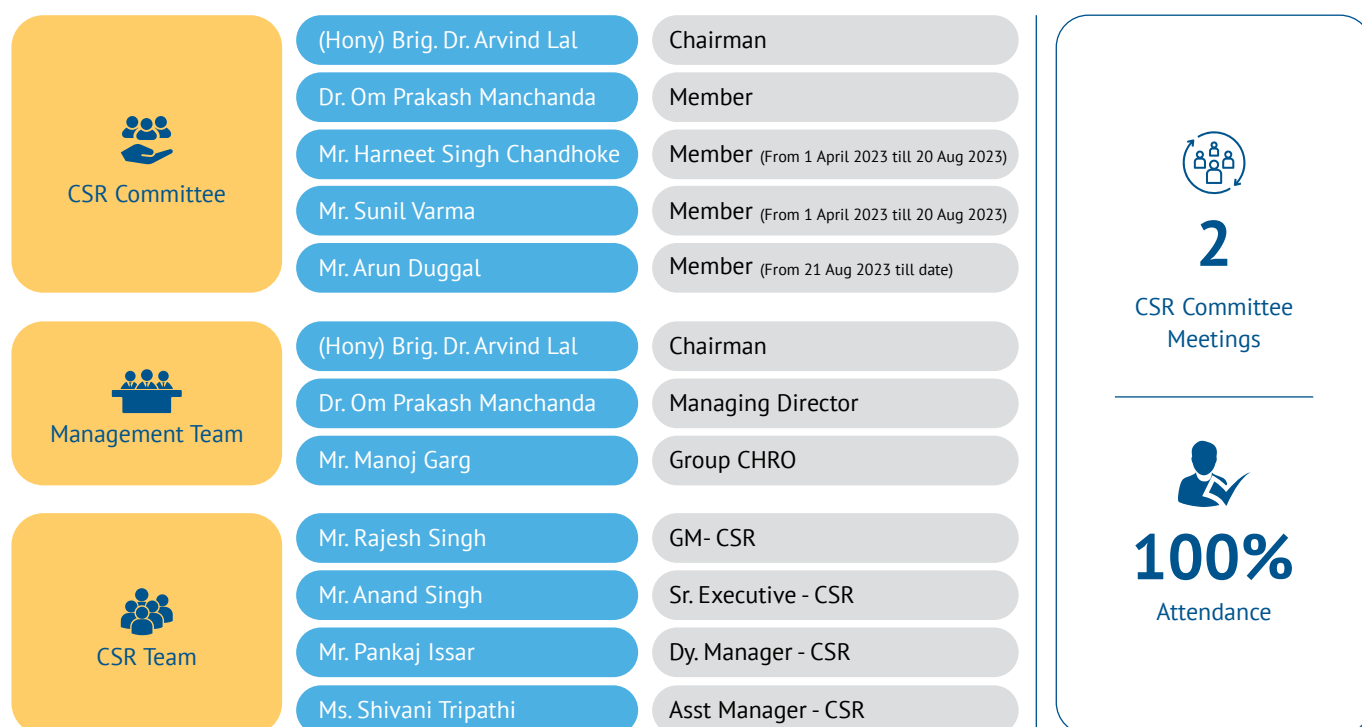 CSR Committee
(Hony) Brig. Dr. Arvind Lal Chairman
Dr. Om Prakash Manchanda Member
Mr. Harneet Singh Chandhoke Member (From 1 April 2023 till 20 Aug 2023)
Mr. Sunil Varma Member (From 1 April 2023 till 20 Aug 2023)
Mr. Arun Duggal Member (From 21 Aug 2023 till date)
Management Team
(Hony) Brig. Dr. Arvind Lal Chairman
Dr. Om Prakash Manchanda Managing Director
Mr. Manoj Garg Group CHRO
CSR Team
Mr. Rajesh Singh GM- CSR
Mr. Anand Singh Sr. Executive - CSR
Mr. Pankaj Issar Dy. Manager - CSR
Ms. Shivani Tripathi Asst Manager - CSR
2
CSR Committee
Meetings
100%
Attendance